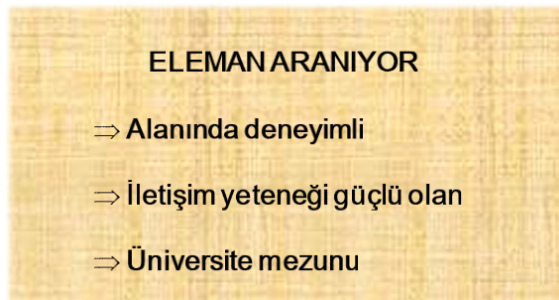 ELEMAN ARANIYOR
⇒ Alanında deneyimli
⇒ İletişim yeteneği güçlü olan
⇒ Üniversite mezunu